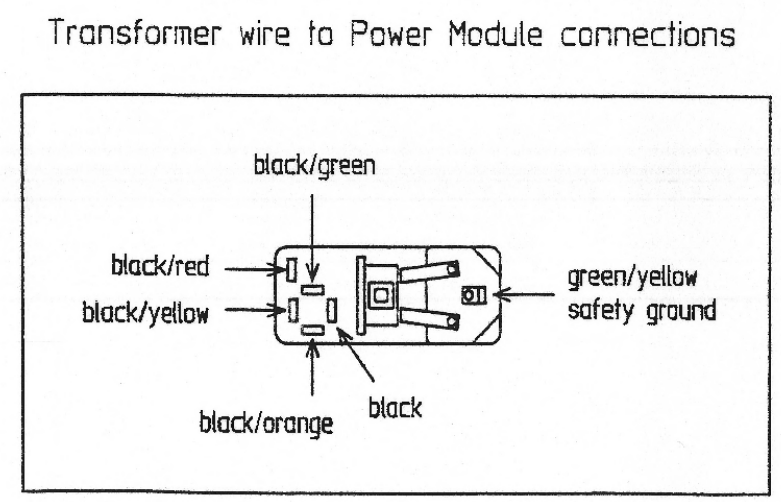 Transformer wire to Power Module connections
black/green
black/red
black/yellow
green/yellow
safety ground
black
black/orange